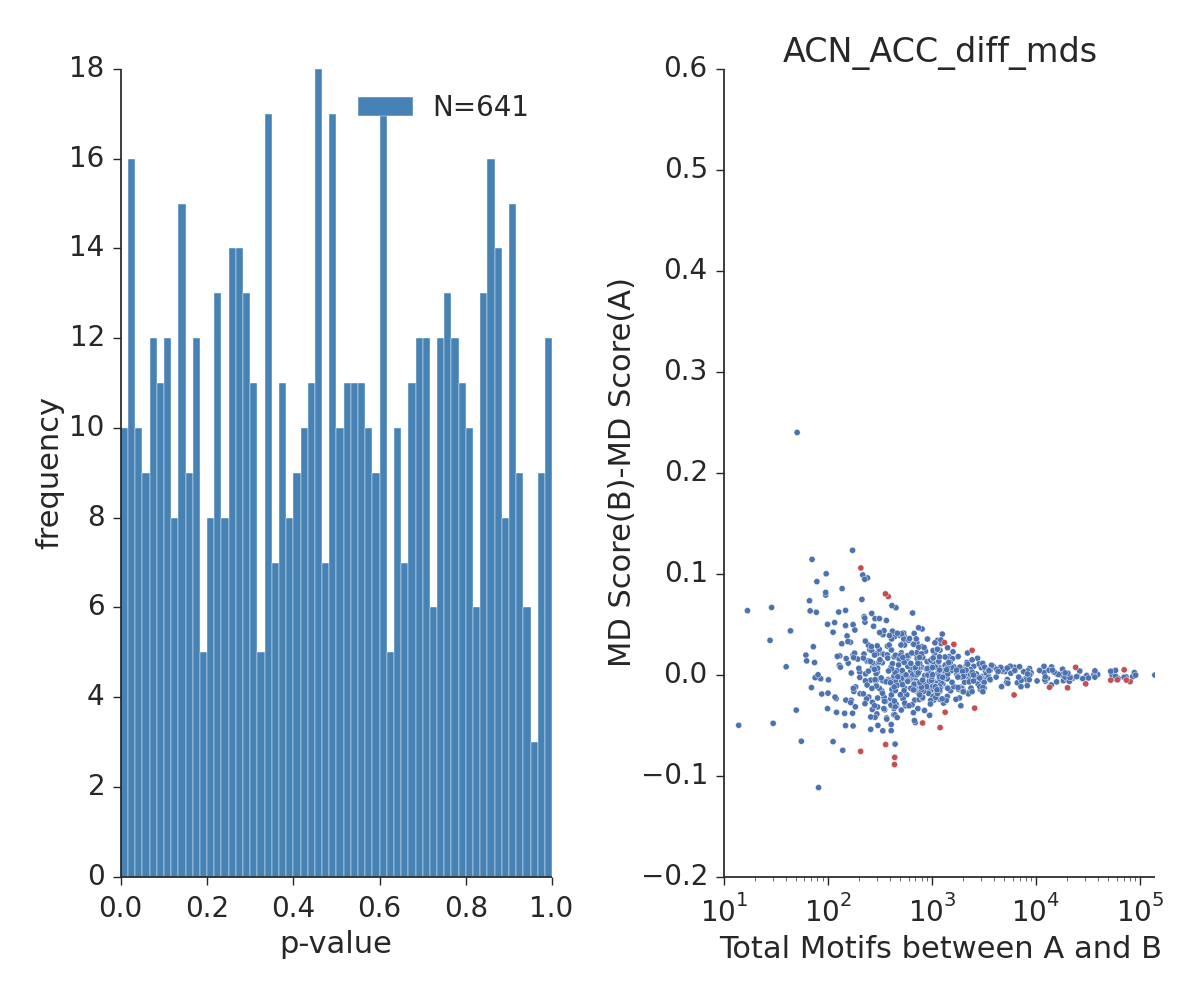 18
16
14
12
10
8
6
4
2
0
frequency
0.0 0.2 0.4 0.6 0.8 1.0
p-value
N=641
ACN_ACC_diff_mds
0.6
0.5
0.4
0.3
0.2
0.1
0.0
−0.1
−0.2
MD Score(B)-MD Score(A)
10¹ 10² 10³ 10⁴ 10⁵
Total Motifs between A and B